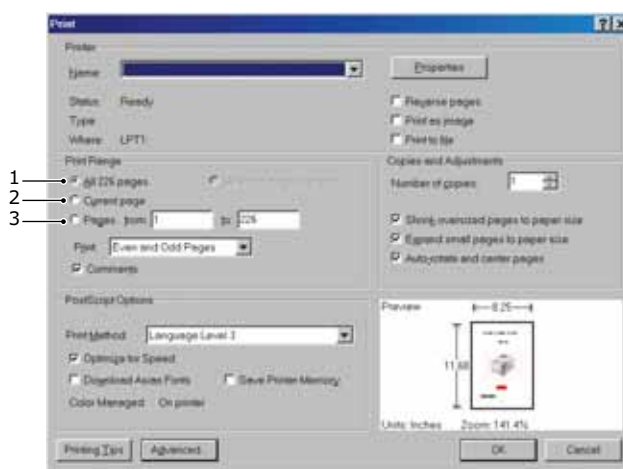 Print
Printer
Name:
Properties
Status: Ready
Type:
Where: LPT1:
Reverse pages
Print as image
Print to file
Print Range
1 All 226 pages
2 Current page
3 Pages from: 1 to: 226
Print: Even and Odd Pages
Comments
Copies and Adjustments
Number of copies: 1
Shrink oversized pages to paper size
Expand small pages to paper size
Auto-rotate and center pages
PostScript Options
Print Method: Language Level 3
Optimize for Speed
Download Asian Fonts Save Printer Memory
Color Managed: On printer
Preview
8.25
11.68
Units: Inches Zoom: 141.4%
Printing Tips Advanced... OK Cancel